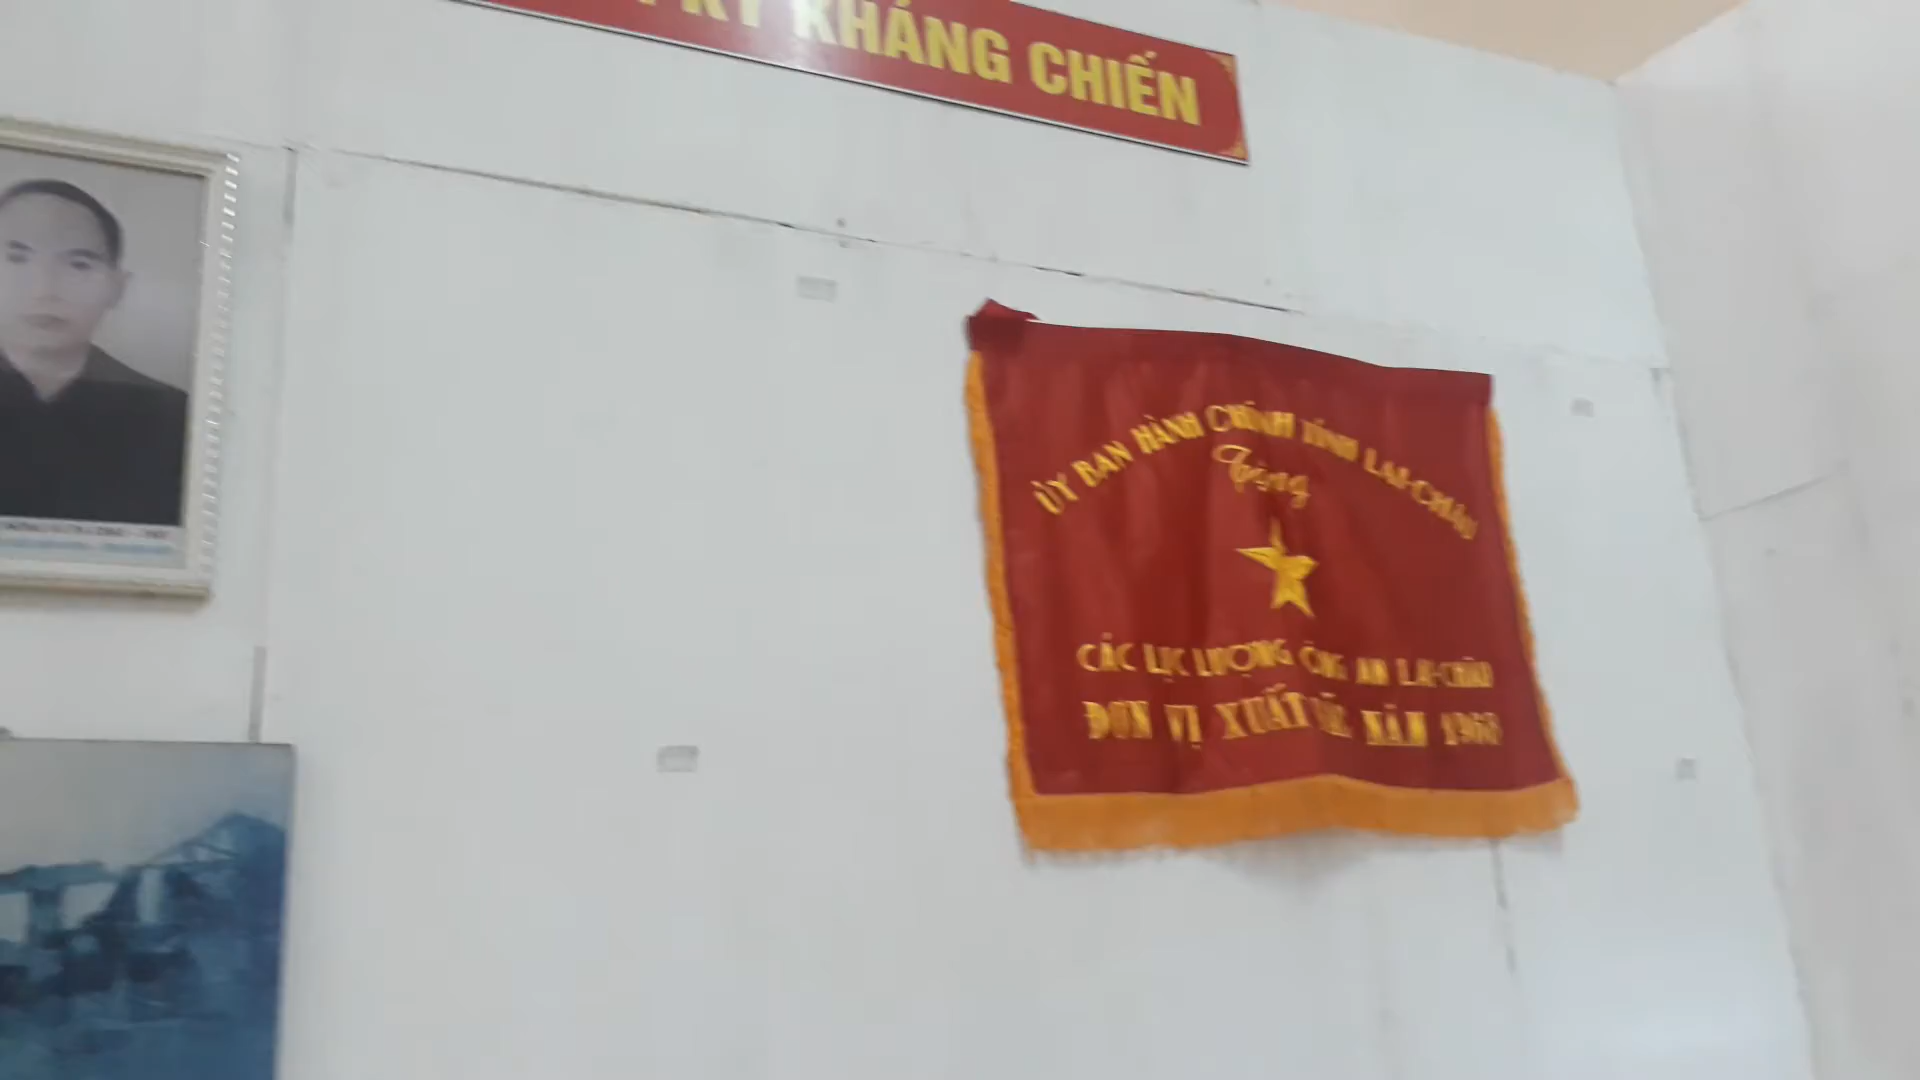 KỲ KHÁNG CHIẾN
ỦY BAN HÀNH CHÍNH TỈNH LAI-CHÂU
Tặng
CÁC LỰC LƯỢNG CÔNG AN LAI-CHÂU
ĐƠN VỊ XUẤT SẮC NĂM